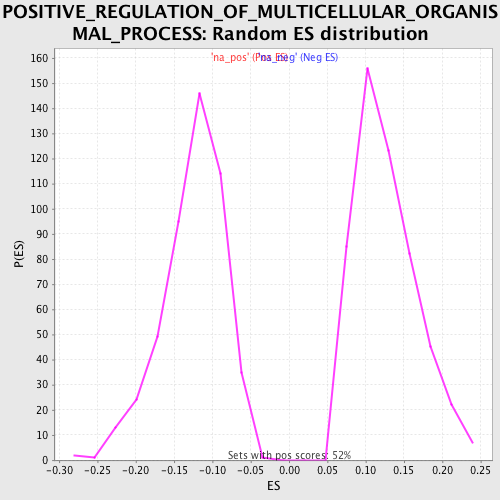 POSITIVE_REGULATION_OF_MULTICELLULAR_ORGANIS
MAL_PROCESS: Random ES distribution
'na_pos' (Pos ES) 'na_neg' (Neg ES)
160
150
140
130
120
110
100
90
80
70
60
50
40
30
20
10
0
P(ES)
Sets with pos scores: 52%
-0.30 -0.25 -0.20 -0.15 -0.10 -0.05 0.00 0.05 0.10 0.15 0.20 0.25
ES